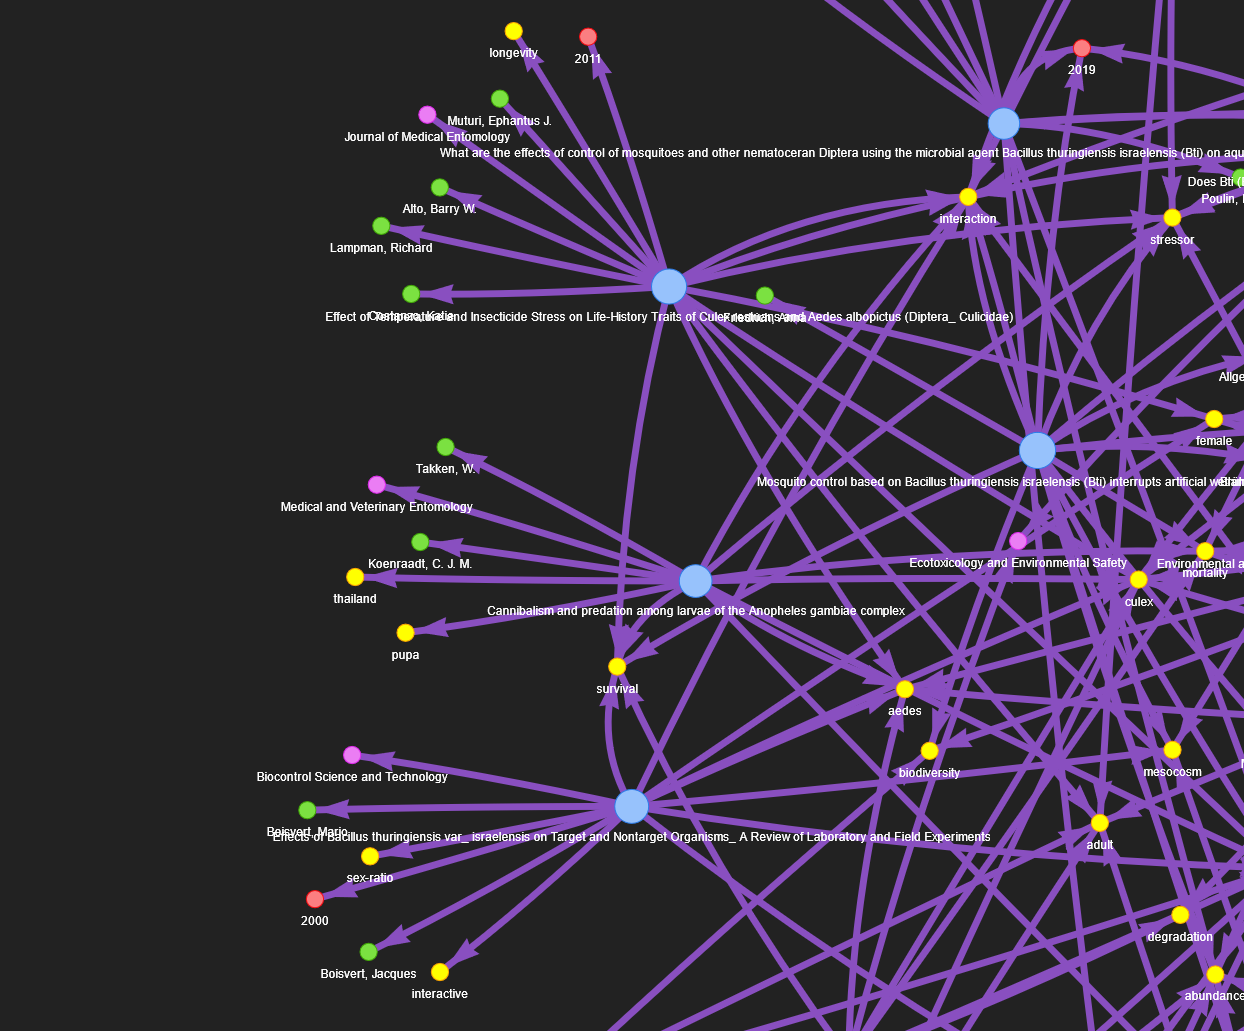 longevity
2011
2019
Muturi, Ephantus J.
Journal of Medical Entomology
What are the effects of control of mosquitoes and other nematoceran Diptera using the microbial agent Bacillus thuringiensis israelensis (Bti) on aqu
Does Bti (
Poulin,
Alto, Barry W.
interaction
stressor
Lampman, Richard
Costanzo, Katie
Effect of Temperature and Insecticide Stress on Life-History Traits of Culex restuans and Aedes albopictus (Diptera_ Culicidae)
Friedrich, Anna
Allge
female
Takken, W.
Mosquito control based on Bacillus thuringiensis israelensis (Bti) interrupts artificial
Medical and Veterinary Entomology
Koenraadt, C. J. M.
Ecotoxicology and Environmental Safety
Environmental a
mortality
thailand
culex
Cannibalism and predation among larvae of the Anopheles gambiae complex
pupa
survival
aedes
biodiversity
mesocosm
Biocontrol Science and Technology
Boisvert, Mario
Effects of Bacillus thuringiensis var_ israelensis on Target and Nontarget Organisms_ A Review of Laboratory and Field Experiments
adult
sex-ratio
2000
degradation
Boisvert, Jacques
interactive
abundance